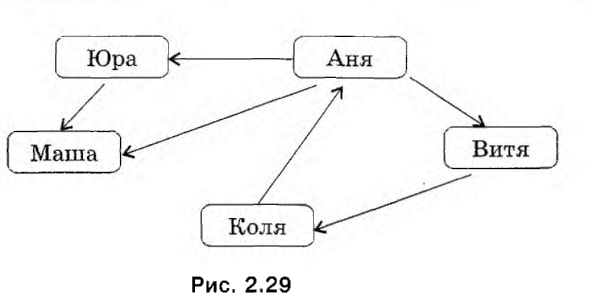 Юра
Аня
Маша
Витя
Коля
Рис. 2.29